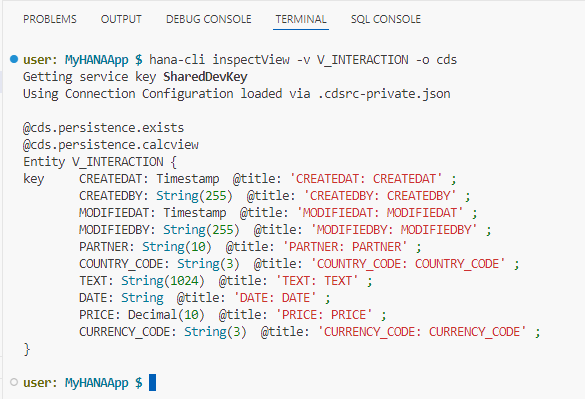 PROBLEMS OUTPUT DEBUG CONSOLE TERMINAL SQL CONSOLE
user: MyHANAApp $ hana-cli inspectView -v V_INTERACTION -o cds
Getting service key SharedDevKey
Using Connection Configuration loaded via .cdsrc-private.json
@cds.persistence.exists
@cds.persistence.calcview
Entity V_INTERACTION {
key     CREATEDAT: Timestamp  @title: 'CREATEDAT: CREATEDAT' ;
        CREATEDBY: String(255)  @title: 'CREATEDBY: CREATEDBY' ;
        MODIFIEDAT: Timestamp  @title: 'MODIFIEDAT: MODIFIEDAT' ;
        MODIFIEDBY: String(255)  @title: 'MODIFIEDBY: MODIFIEDBY' ;
        PARTNER: String(10)  @title: 'PARTNER: PARTNER' ;
        COUNTRY_CODE: String(3)  @title: 'COUNTRY_CODE: COUNTRY_CODE' ;
        TEXT: String(1024)  @title: 'TEXT: TEXT' ;
        DATE: String  @title: 'DATE: DATE' ;
        PRICE: Decimal(10)  @title: 'PRICE: PRICE' ;
        CURRENCY_CODE: String(3)  @title: 'CURRENCY_CODE: CURRENCY_CODE' ;
}
user: MyHANAApp $